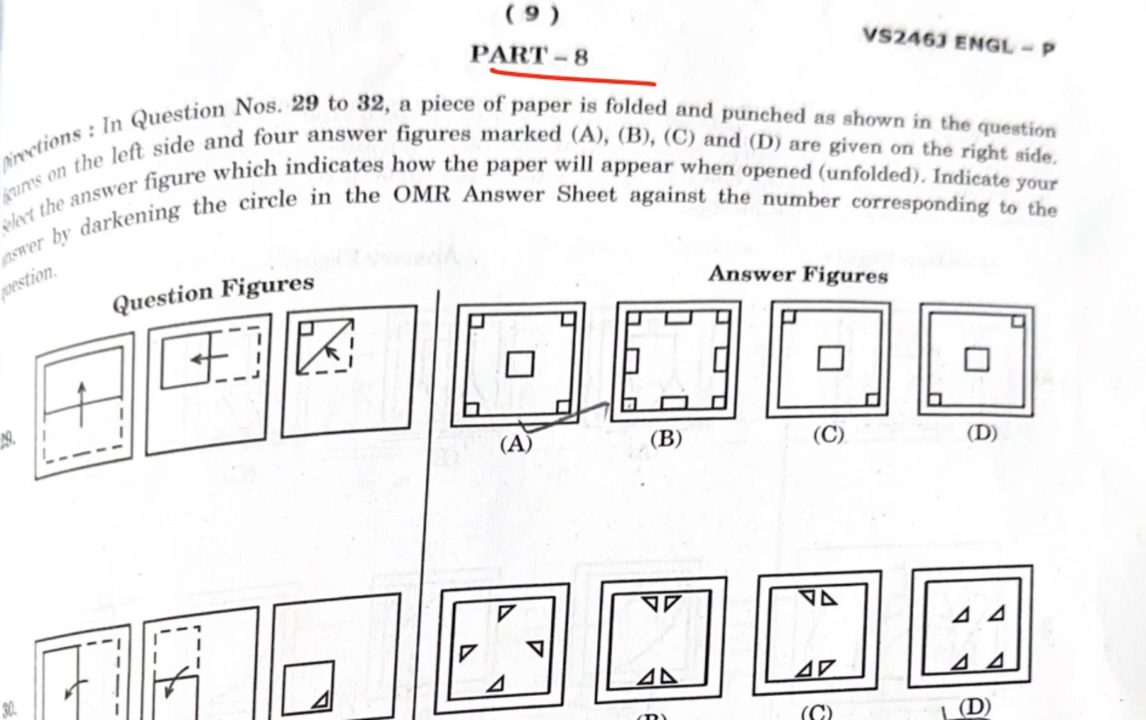 ( 9 )
VS246J ENGL – P
PART – 8
Directions : In Question Nos. 29 to 32, a piece of paper is folded and punched as shown in the question
figures on the left side and four answer figures marked (A), (B), (C) and (D) are given on the right side.
Select the answer figure which indicates how the paper will appear when opened (unfolded). Indicate your
answer by darkening the circle in the OMR Answer Sheet against the number corresponding to the
question.
Question Figures
Answer Figures
29.
(A)
(B)
(C)
(D)
30.
(B)
(C)
(D)